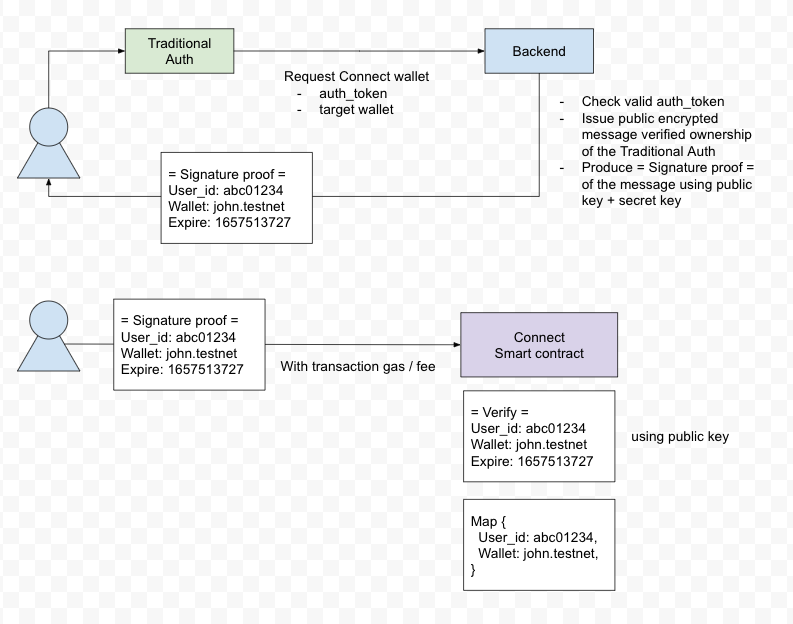 Traditional
Auth
Backend
Request Connect wallet
- auth_token
- target wallet
- Check valid auth_token
- Issue public encrypted
message verified ownership
of the Traditional Auth
- Produce = Signature proof =
of the message using public
key + secret key
= Signature proof =
User_id: abc01234
Wallet: john.testnet
Expire: 1657513727
= Signature proof =
User_id: abc01234
Wallet: john.testnet
Expire: 1657513727
With transaction gas / fee
Connect
Smart contract
= Verify =
User_id: abc01234
Wallet: john.testnet
Expire: 1657513727
using public key
Map {
User_id: abc01234,
Wallet: john.testnet,
}